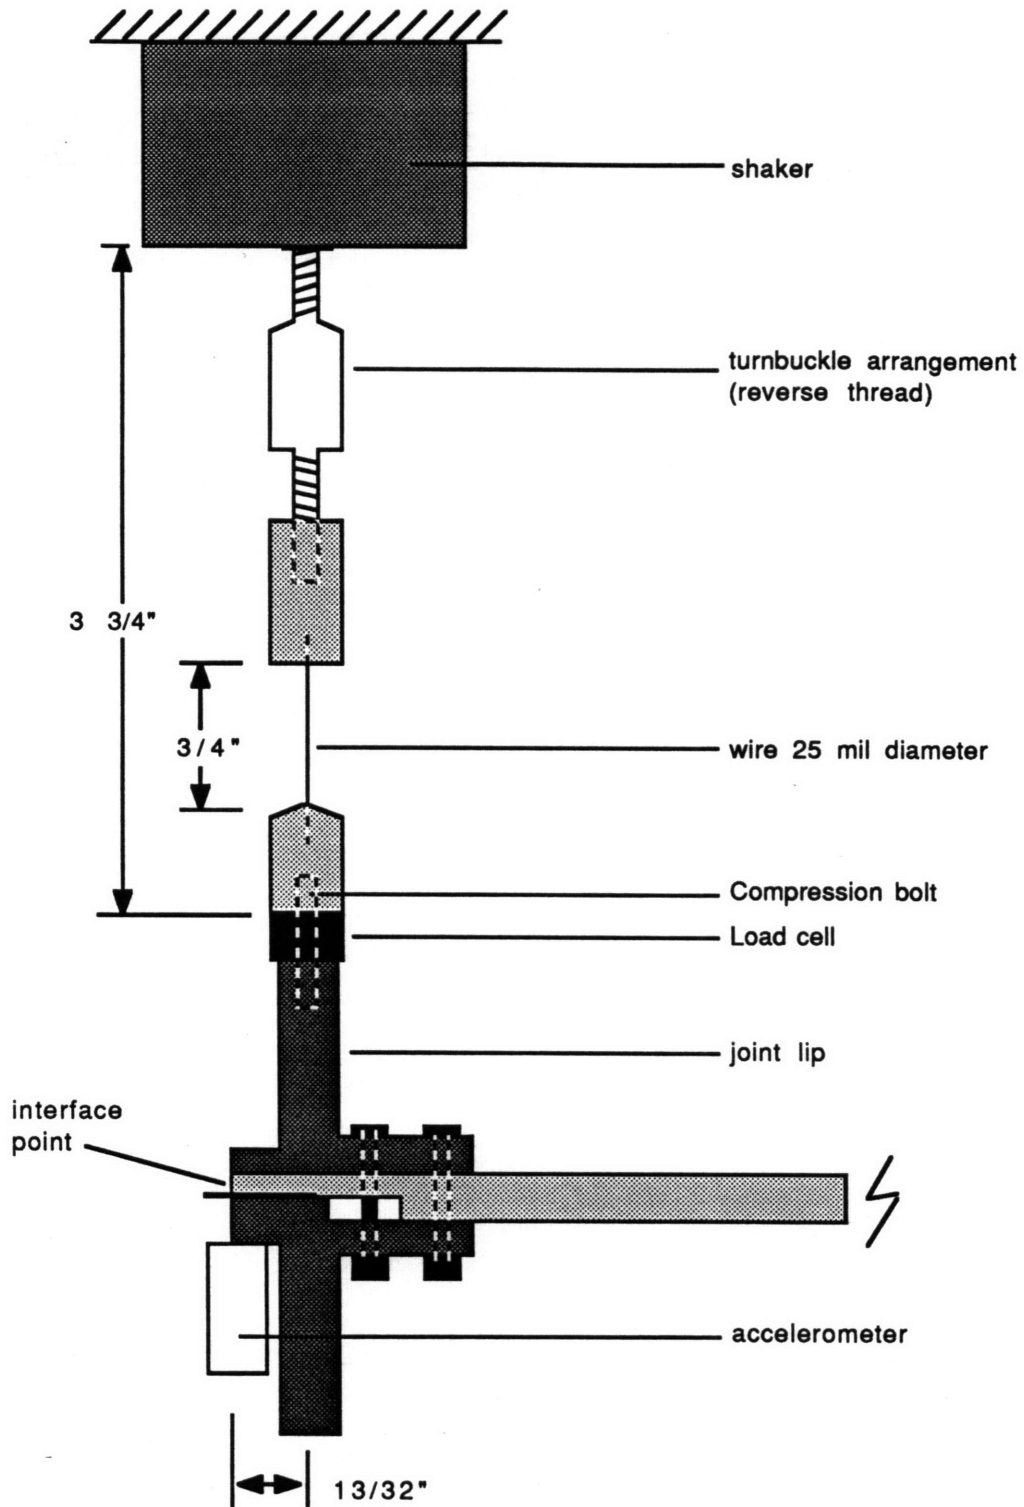 shaker
turnbuckle arrangement
(reverse thread)
3 3/4"
3/4"
wire 25 mil diameter
Compression bolt
Load cell
joint lip
interface
point
accelerometer
13/32"